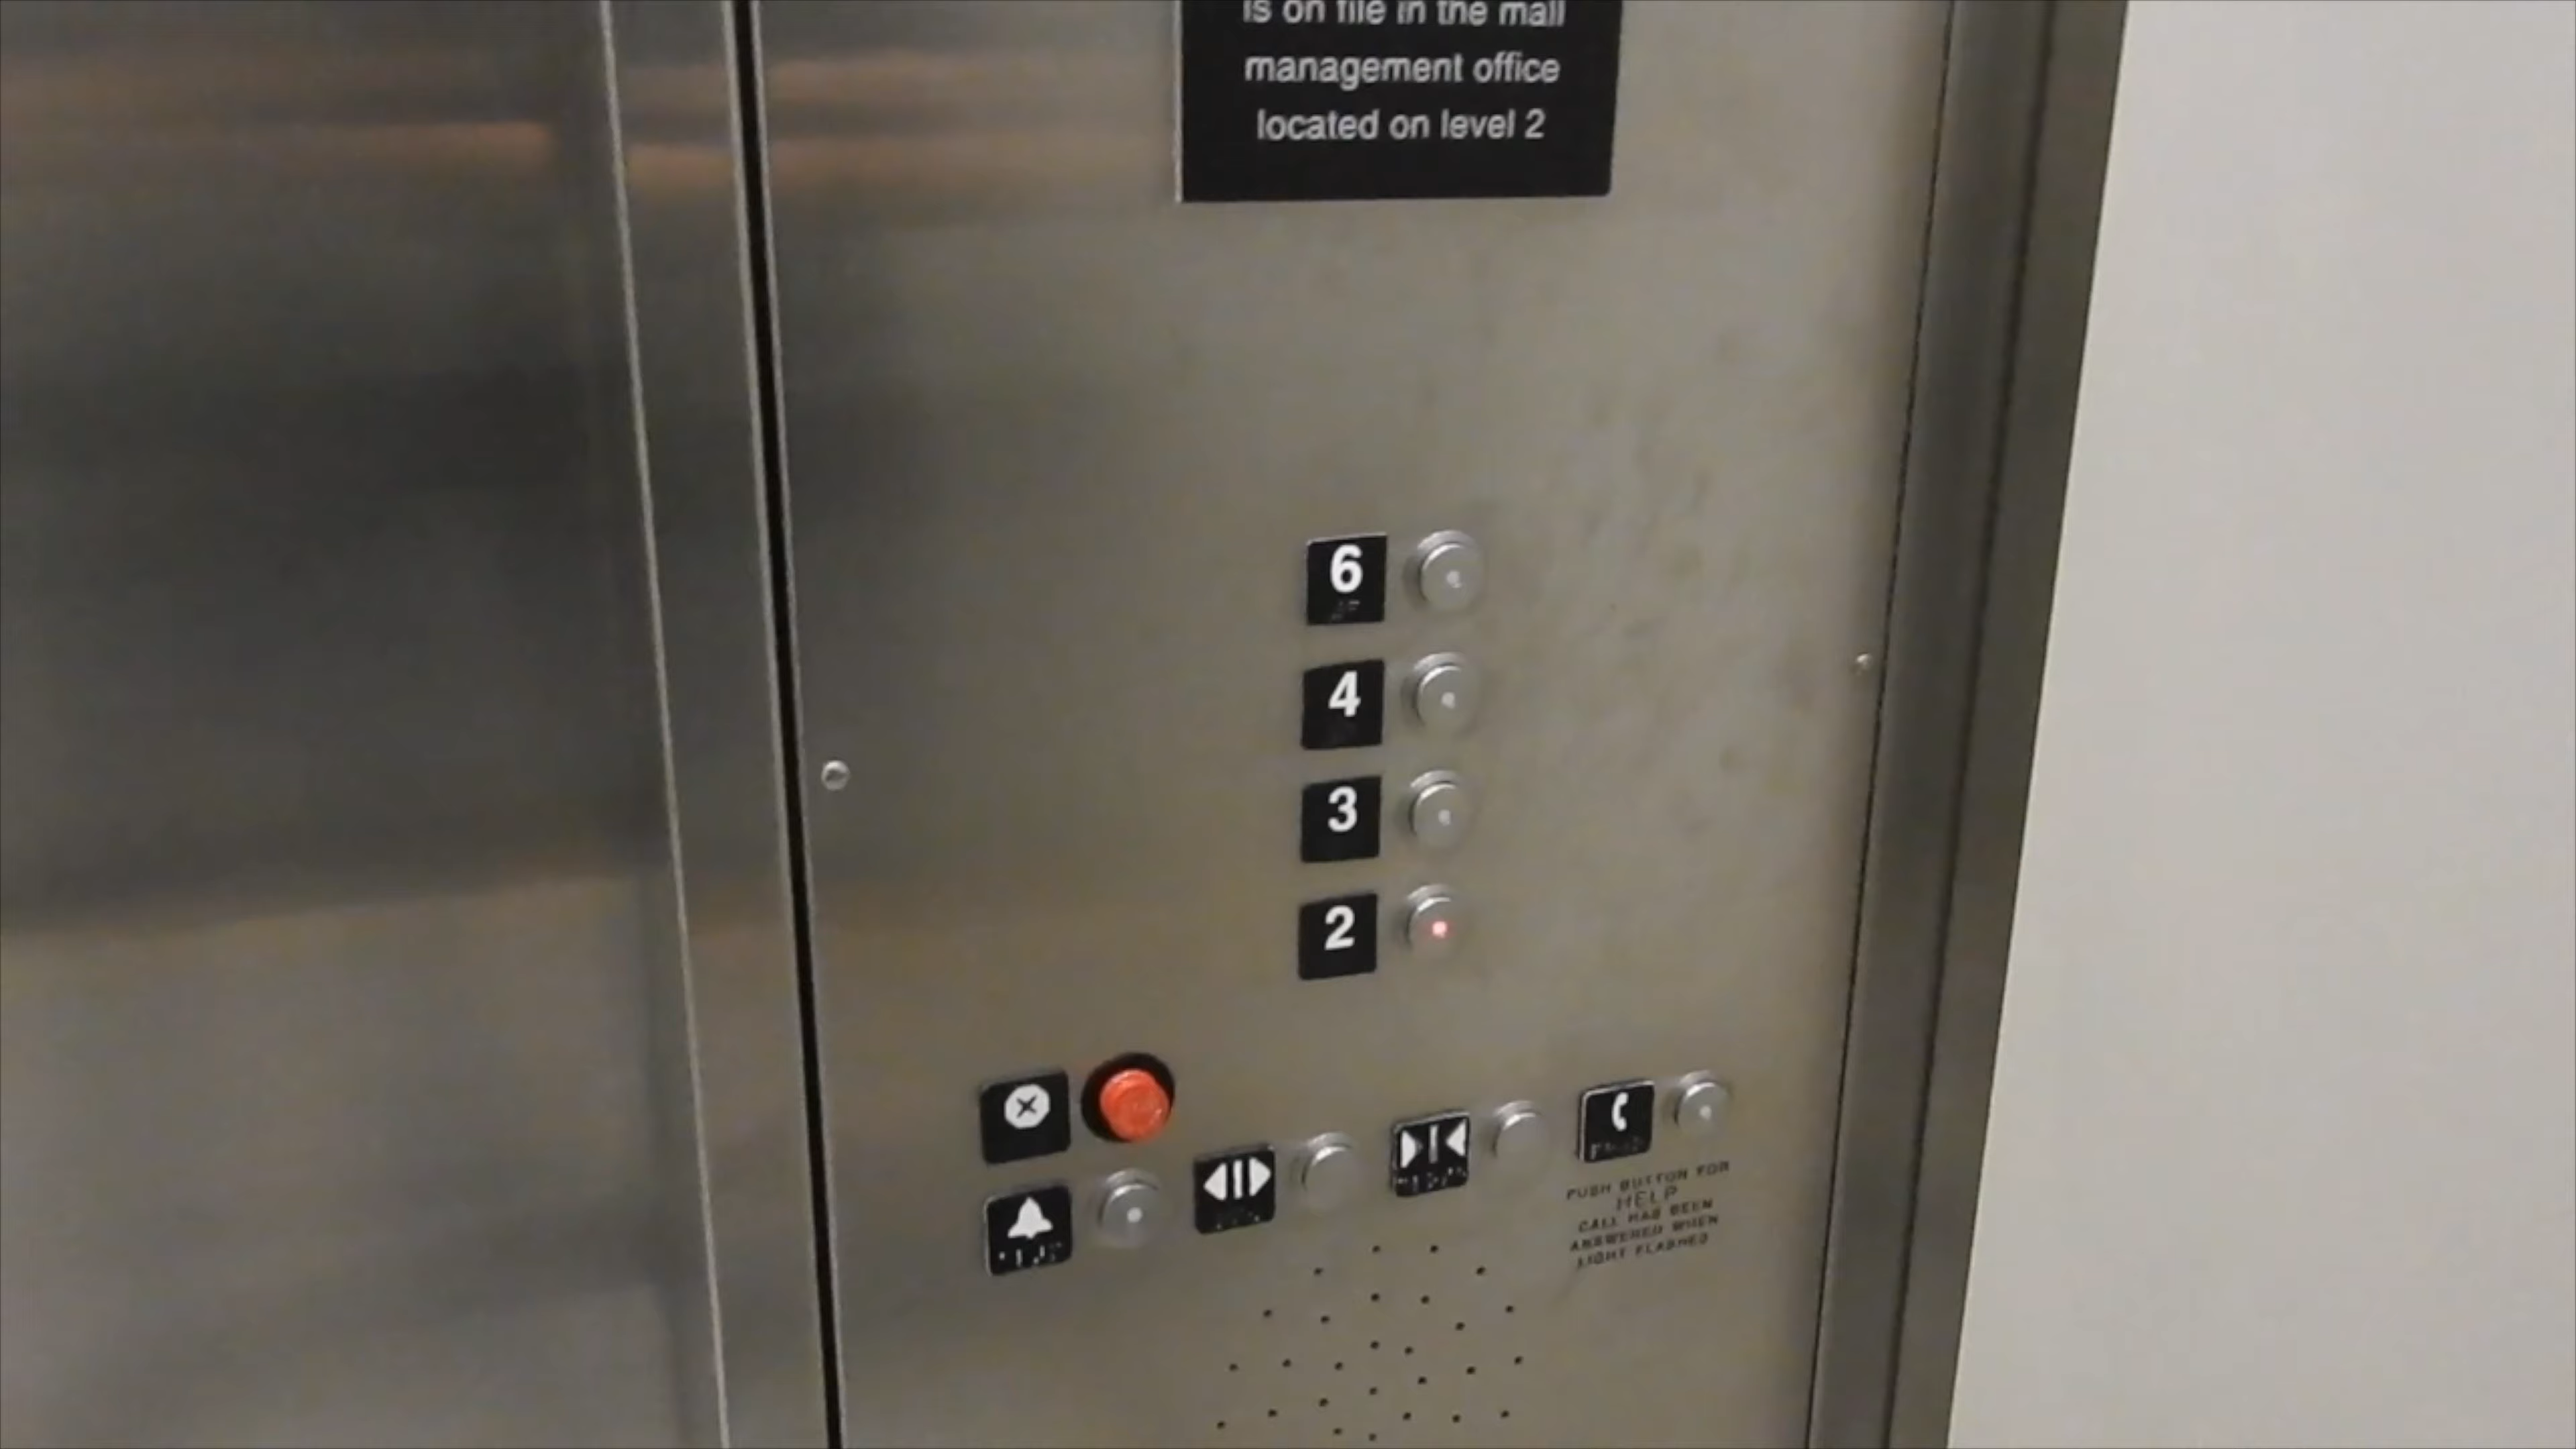 is on file in the mall
management office
located on level 2
6
4
3
2
PUSH BUTTON FOR
HELP
CALL HAS BEEN
ANSWERED WHEN
LIGHT FLASHED